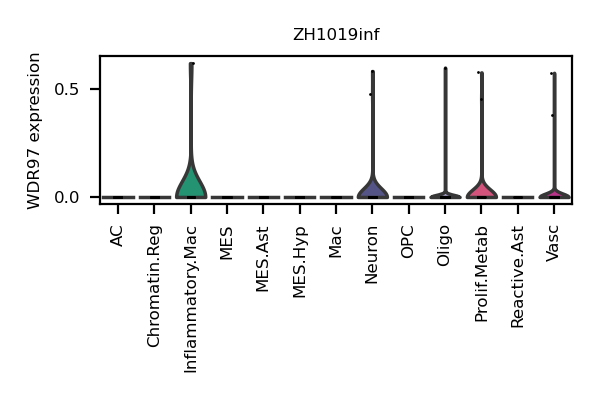 ZH1019inf
WDR97 expression
0.5
0.0
AC
Chromatin.Reg
Inflammatory.Mac
MES
MES.Ast
MES.Hyp
Mac
Neuron
OPC
Oligo
Prolif.Metab
Reactive.Ast
Vasc